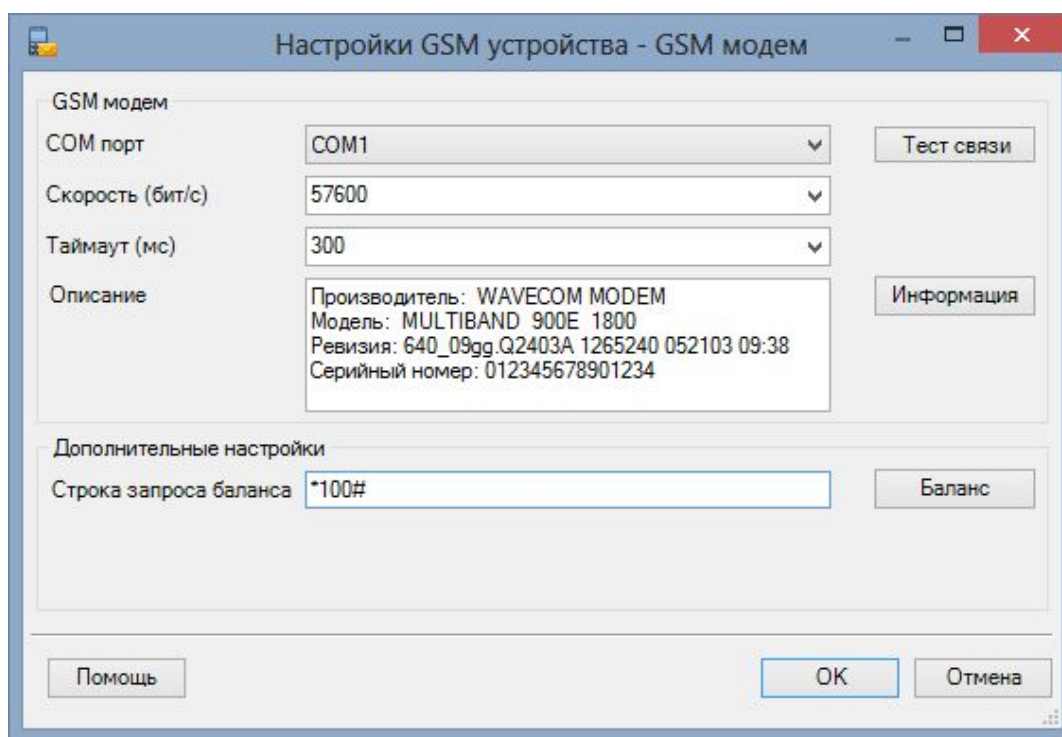 Настройки GSM устройства - GSM модем
GSM модем
COM порт
COM1
Тест связи
Скорость (бит/с)
57600
Таймаут (мс)
300
Описание
Производитель: WAVECOM MODEM
Модель: MULTIBAND 900E 1800
Ревизия: 640_09gg.Q2403A 1265240 052103 09:38
Серийный номер: 012345678901234
Информация
Дополнительные настройки
Строка запроса баланса
*100#
Баланс
Помощь
OK
Отмена